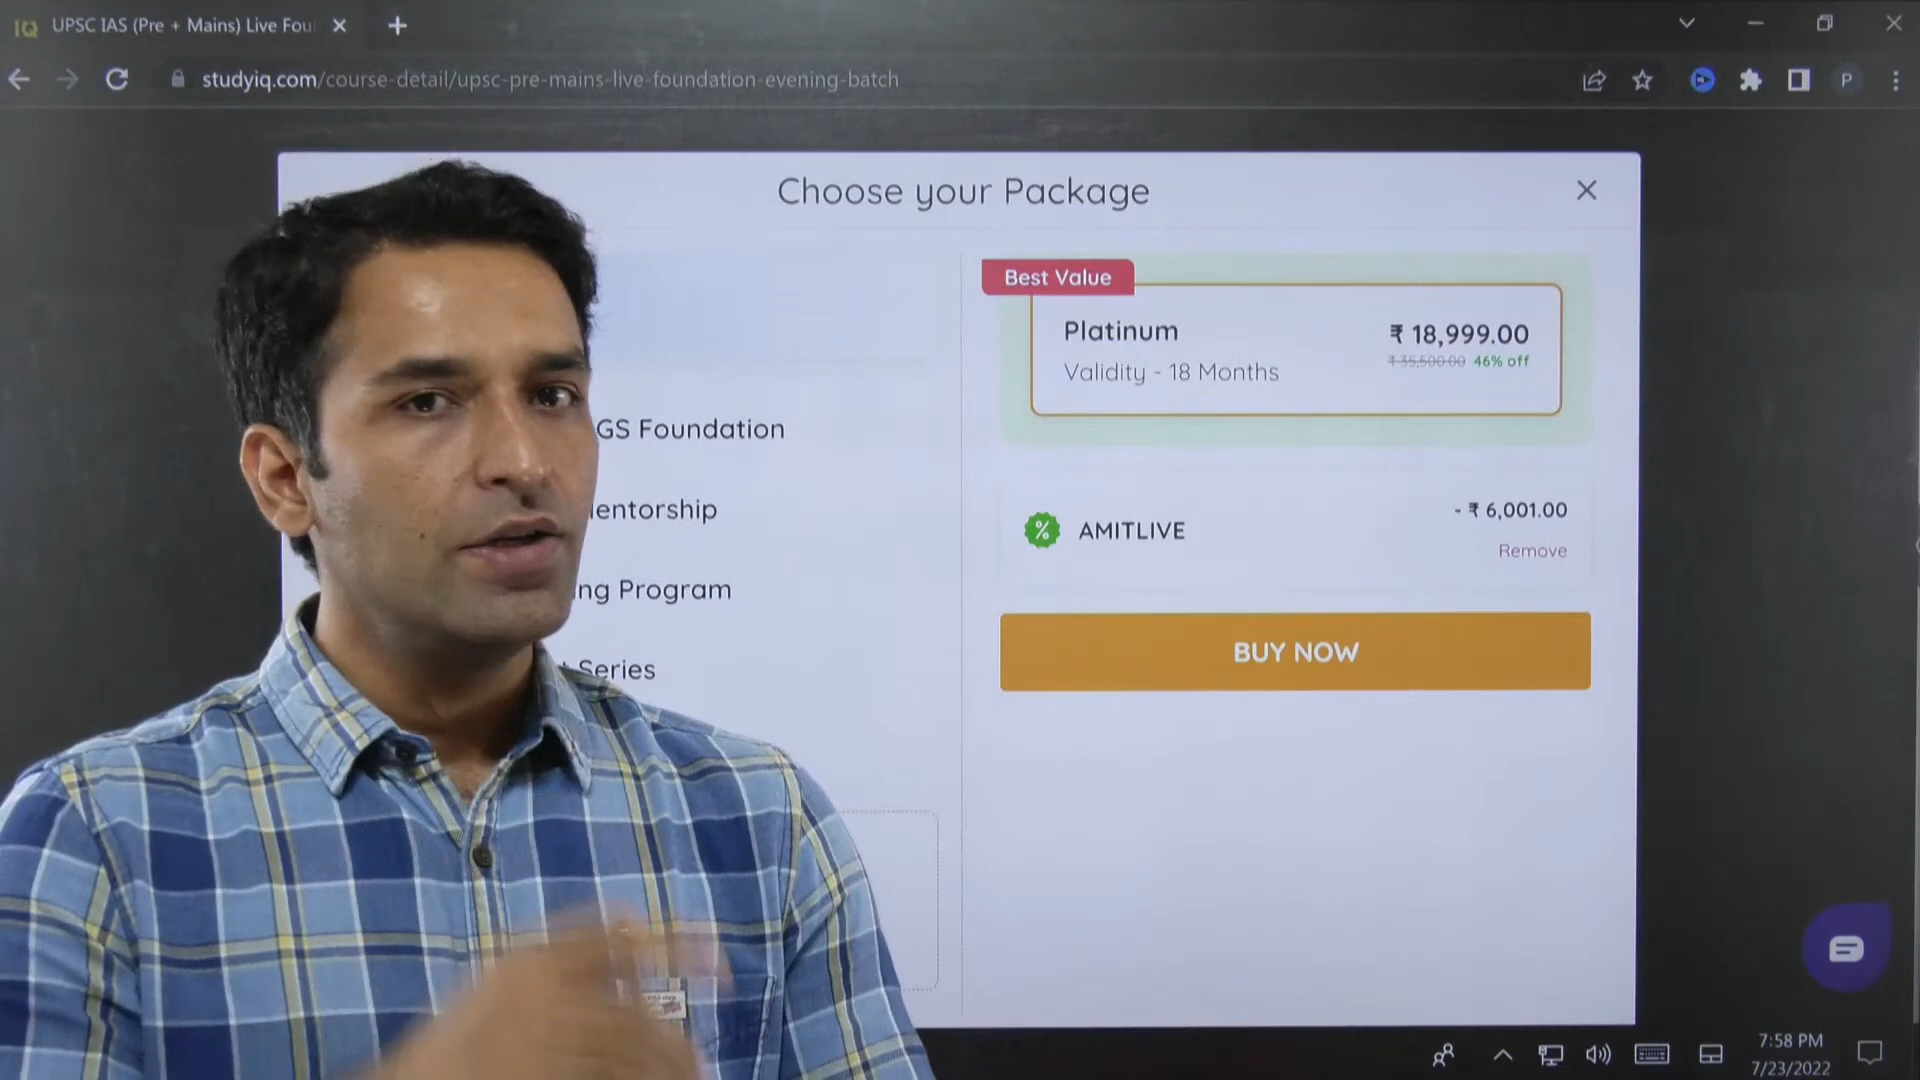 IQ UPSC IAS (Pre + Mains) Live Fou
studyiq.com/course-detail/upsc-pre-mains-live-foundation-evening-batch
P
Choose your Package
Best Value
Platinum
₹ 18,999.00
₹ 35,500.00 46% off
Validity - 18 Months
GS Foundation
entorship
ng Program
Series
% AMITLIVE
- ₹ 6,001.00
Remove
BUY NOW
7:58 PM
7/23/2022